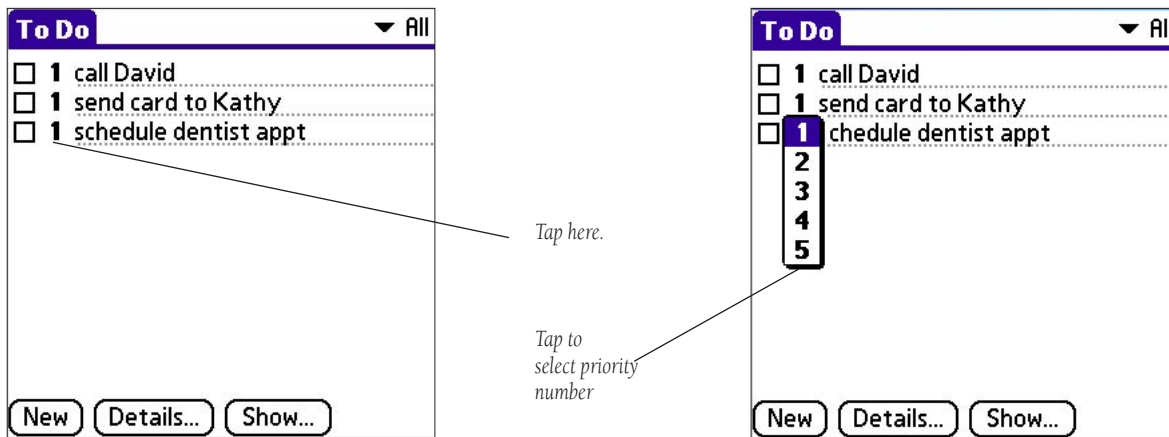 To Do
All
1 call David
1 send card to Kathy
1 schedule dentist appt
New Details... Show...
Tap here.
Tap to
select priority
number
To Do
Al
1 call David
1 send card to Kathy
1 chedule dentist appt
2
3
4
5
New Details... Show...